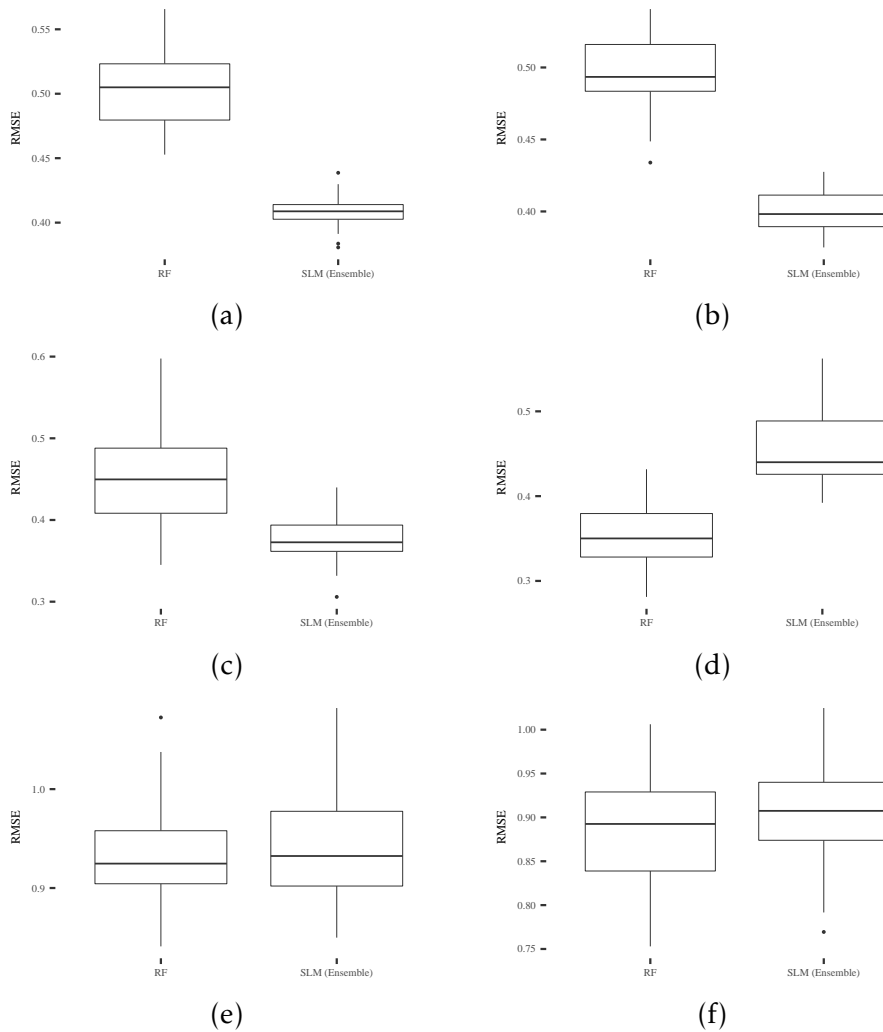 0.55
0.50
0.45
0.40
RMSE
RF
SLM (Ensemble)
(a)
0.50
0.45
0.40
RMSE
RF
SLM (Ensemble)
(b)
0.6
0.5
0.4
0.3
RMSE
RF
SLM (Ensemble)
(c)
0.5
0.4
0.3
RMSE
RF
SLM (Ensemble)
(d)
1.0
0.9
RMSE
RF
SLM (Ensemble)
(e)
1.00
0.95
0.90
0.85
0.80
0.75
RMSE
RF
SLM (Ensemble)
(f)